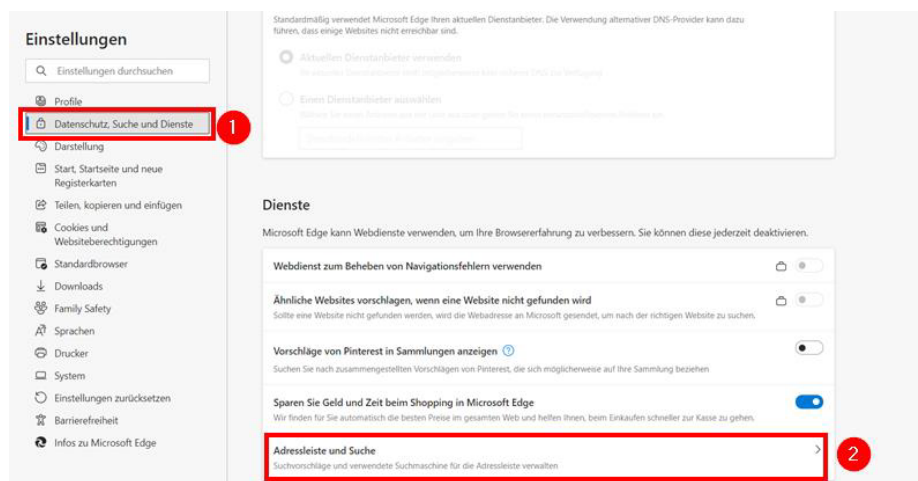 Einstellungen
Einstellungen durchsuchen
Profile
Datenschutz, Suche und Dienste
1
Darstellung
Start, Startseite und neue
Registerkarten
Teilen, kopieren und einfügen
Cookies und
Websiteberechtigungen
Standardbrowser
Downloads
Family Safety
Sprachen
Drucker
System
Einstellungen zurücksetzen
Barrierefreiheit
Infos zu Microsoft Edge
Standardmäßig verwendet Microsoft Edge Ihren aktuellen Dienstanbieter. Die Verwendung alternativer DNS-Provider kann dazu
führen, dass einige Websites nicht erreichbar sind.
Aktuellen Dienstanbieter verwenden
Einen Dienstanbieter auswählen
Dienste
Microsoft Edge kann Webdienste verwenden, um Ihre Browsererfahrung zu verbessern. Sie können diese jederzeit deaktivieren.
Webdienst zum Beheben von Navigationsfehlern verwenden
Ähnliche Websites vorschlagen, wenn eine Website nicht gefunden wird
Sollte eine Website nicht gefunden werden, wird die Webadresse an Microsoft gesendet, um nach der richtigen Website zu suchen.
Vorschläge von Pinterest in Sammlungen anzeigen
Suchen Sie nach zusammengestellten Vorschlägen von Pinterest, die sich möglicherweise auf Ihre Sammlung beziehen
Sparen Sie Geld und Zeit beim Shopping in Microsoft Edge
Wir finden für Sie automatisch die besten Preise im gesamten Web und helfen Ihnen, beim Einkaufen schneller zur Kasse zu gehen.
Adressleiste und Suche
Suchvorschläge und verwendete Suchmaschine für die Adressleiste verwalten
2